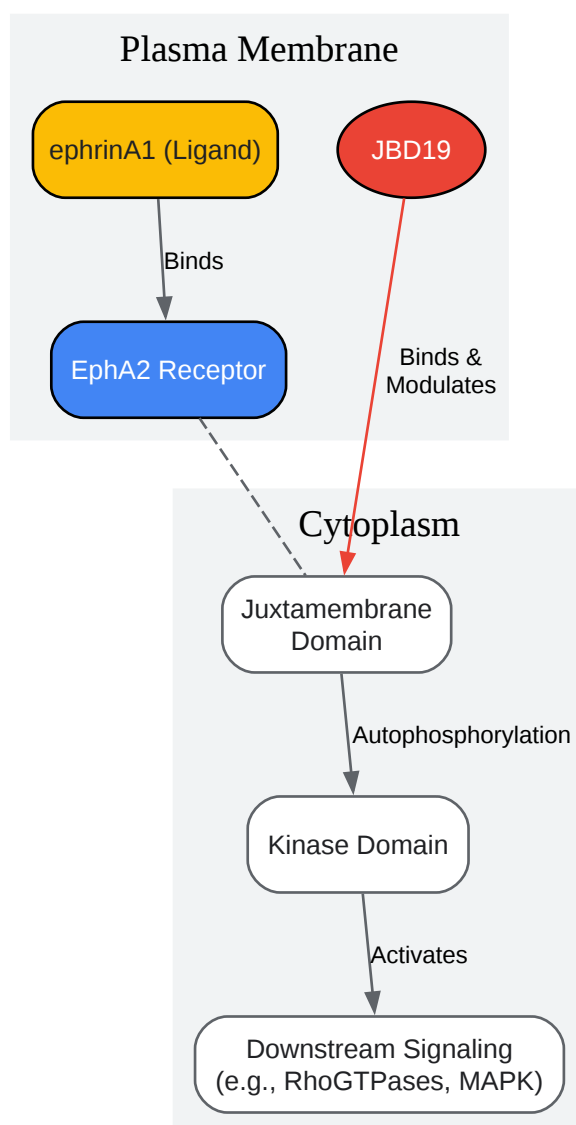 Plasma Membrane
ephrinA1 (Ligand)
JBD19
Binds
EphA2 Receptor
Binds &
Modulates
Cytoplasm
Juxtamembrane
Domain
Autophosphorylation
Kinase Domain
Activates
Downstream Signaling
(e.g., RhoGTPases, MAPK)